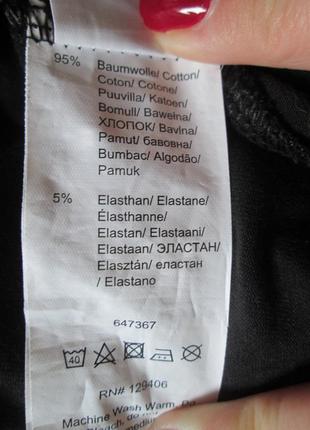 95% Baumwolle/ Cotton/
Coton/ Cotone/
Puuvilla/ Katoen/
Bomull/ Bawełna/
ХЛОПОК/ Bavlna/
Pamut/ бавовна/
Bumbac/ Algodão/
Pamuk
5% Elasthan/ Elastane/
Élasthanne/
Elastan/ Elastaani/
Elastaan/ ЭЛАСТАН/
Elasztán/ еластан
/ Elastano
647367
40
RN# 129406
Machine Wash Warm, Do